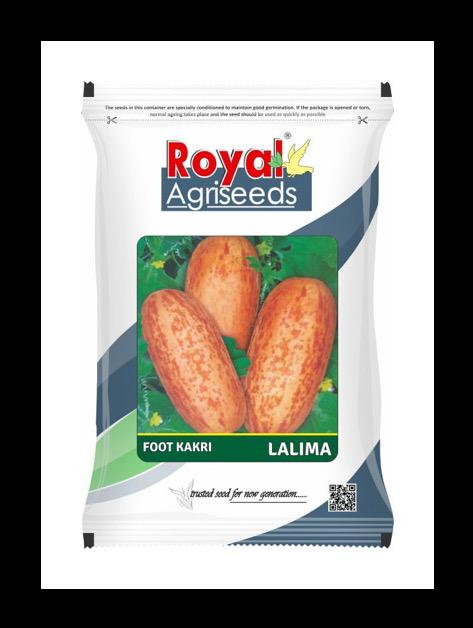 The seeds in this container are specially conditioned to maintain good germination. If the package is opened or torn,
normal ageing takes place and the seed should be used as quickly as possible
Royal®
Agriseeds
FOOT KAKRI LALIMA
trusted seed for new generation......